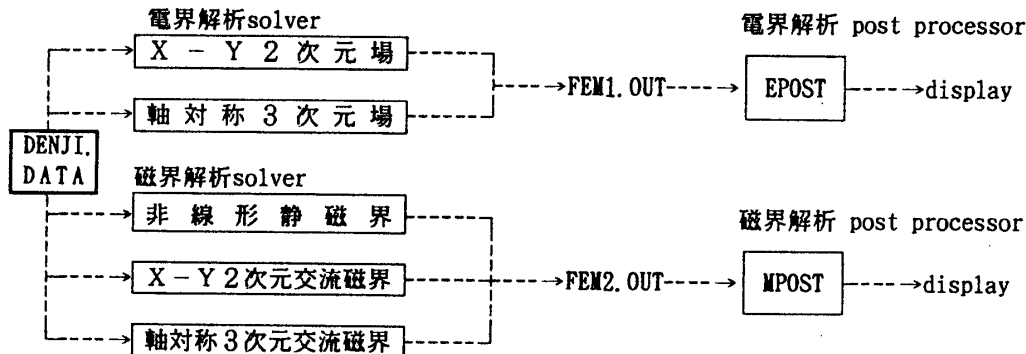 電界解析solver
X－Y２次元場
軸対称３次元場
DENJI.
DATA
FEM1.OUT
電界解析 post processor
EPOST
display
磁界解析solver
非線形静磁界
X－Y２次元交流磁界
軸対称３次元交流磁界
FEM2.OUT
磁界解析 post processor
MPOST
display